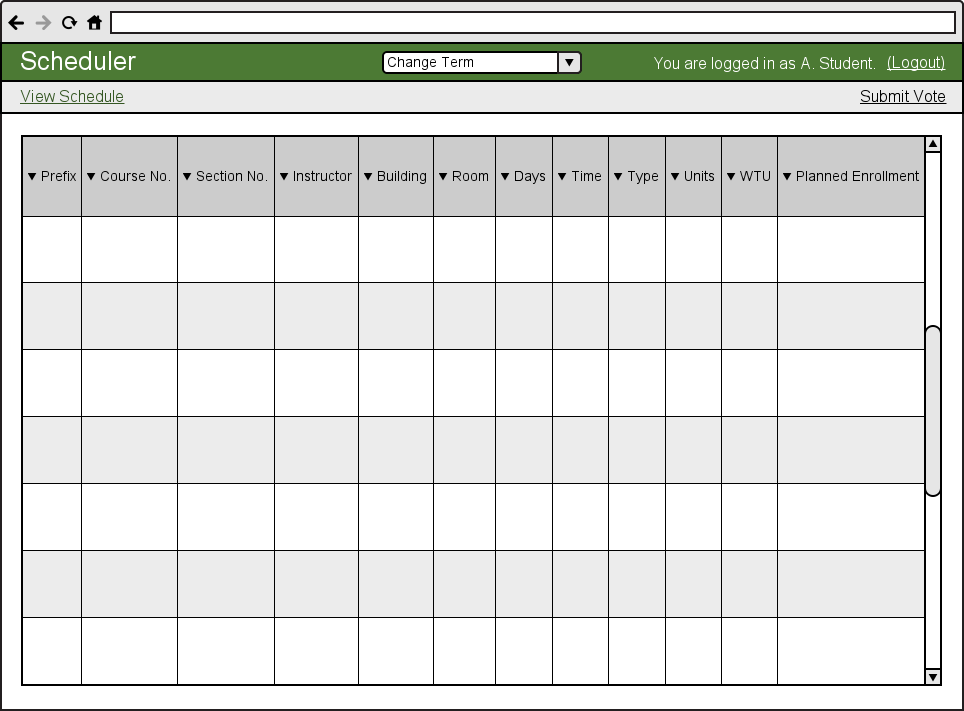 Scheduler
Change Term
You are logged in as A. Student. (Logout)
View Schedule
Submit Vote
Prefix
Course No.
Section No.
Instructor
Building
Room
Days
Time
Type
Units
WTU
Planned Enrollment